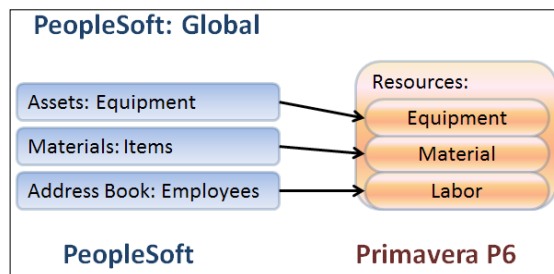 PeopleSoft: Global
Assets: Equipment
Materials: Items
Address Book: Employees
Resources:
Equipment
Material
Labor
PeopleSoft
Primavera P6